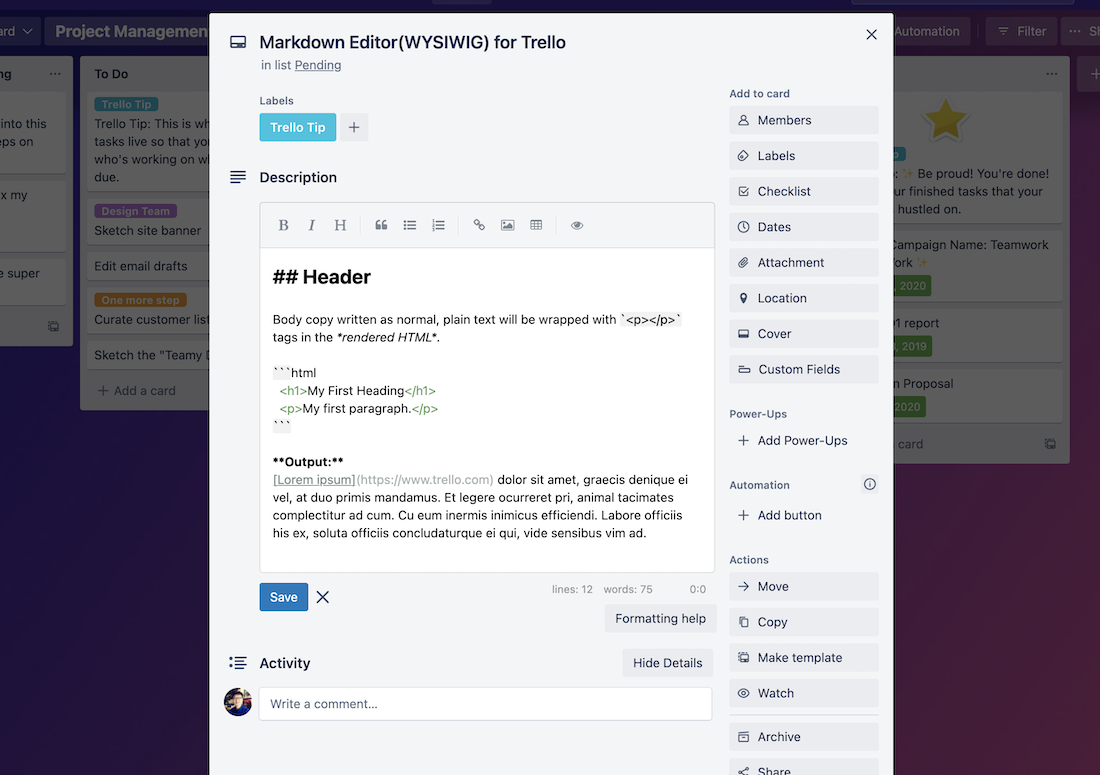 ard
Project Managemen
Automation
Filter
Sh
ng
into this
eps on
x my
e super
To Do
Trello Tip
Trello Tip: This is wh
tasks live so that you
who's working on w
due.
Design Team
Sketch site banner
Edit email drafts
One more step
Curate customer list
Sketch the "Teamy D
Add a card
Markdown Editor(WYSIWIG) for Trello
in list Pending
Labels
Trello Tip
Description
B I H
## Header
Body copy written as normal, plain text will be wrapped with `<p></p>`
tags in the *rendered HTML*.
```html
<h1>My First Heading</h1>
<p>My first paragraph.</p>
```
**Output:**
[Lorem ipsum](https://www.trello.com) dolor sit amet, graecis denique ei
vel, at duo primis mandamus. Et legere ocurreret pri, animal tacimates
complectitur ad cum. Cu eum inermis inimicus efficiendi. Labore officiis
his ex, soluta officiis concludaturque ei qui, vide sensibus vim ad.
lines: 12 words: 75 0:0
Save
Formatting help
Activity
Hide Details
Write a comment...
Add to card
Members
Labels
Checklist
Dates
Attachment
Location
Cover
Custom Fields
Power-Ups
Add Power-Ups
Automation
Add button
Actions
Move
Copy
Make template
Watch
Archive
Share
p
: ✨ Be proud! You're done!
ur finished tasks that your
hustled on.
Campaign Name: Teamwork
ork ✨
, 2020
1 report
, 2019
n Proposal
2020
card